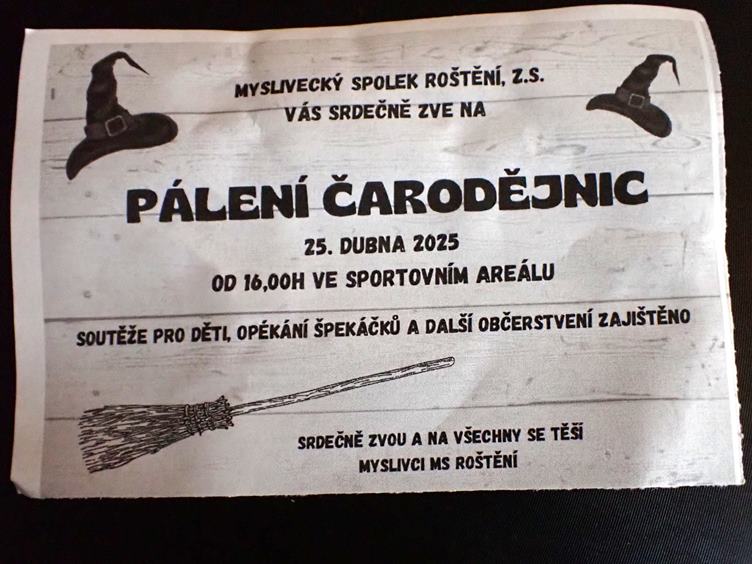 MYSLIVECKÝ SPOLEK ROŠTĚNÍ, Z.S.
VÁS SRDEČNĚ ZVE NA
PÁLENÍ ČARODĚJNIC
25. DUBNA 2025
OD 16,00H VE SPORTOVNÍM AREÁLU
SOUTĚŽE PRO DĚTI, OPÉKÁNÍ ŠPEKÁČKŮ A DALŠÍ OBČERSTVENÍ ZAJIŠTĚNO
SRDEČNĚ ZVOU A NA VŠECHNY SE TĚŠÍ
MYSLIVCI MS ROŠTĚNÍ